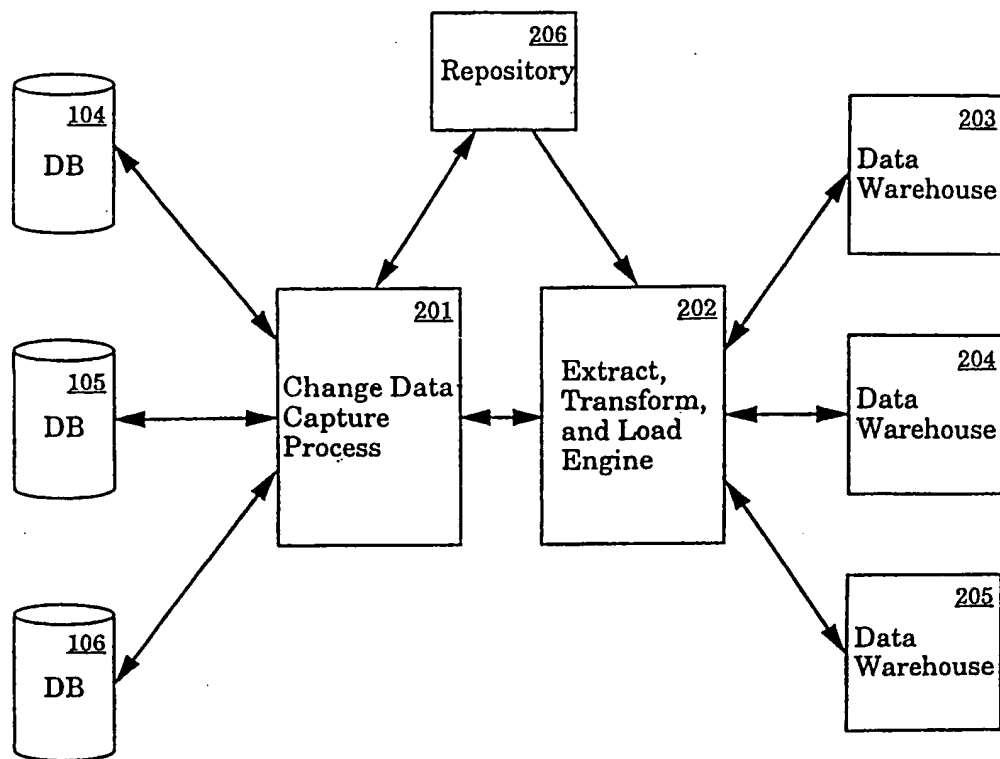 206
Repository
104
DB
203
Data
Warehouse
201
Change Data
Capture
Process
202
Extract,
Transform,
and Load
Engine
105
DB
204
Data
Warehouse
106
DB
205
Data
Warehouse